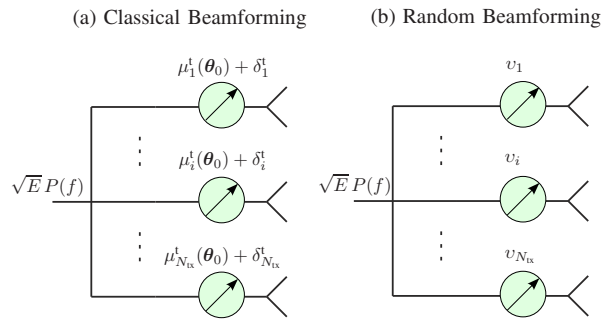 (a) Classical Beamforming
(b) Random Beamforming
μ₁ᵗ(θ₀) + δ₁ᵗ
υ₁
μᵢᵗ(θ₀) + δᵢᵗ
υᵢ
√E P(f)
√E P(f)
μ_{N_tx}ᵗ(θ₀) + δ_{N_tx}ᵗ
υ_{N_tx}